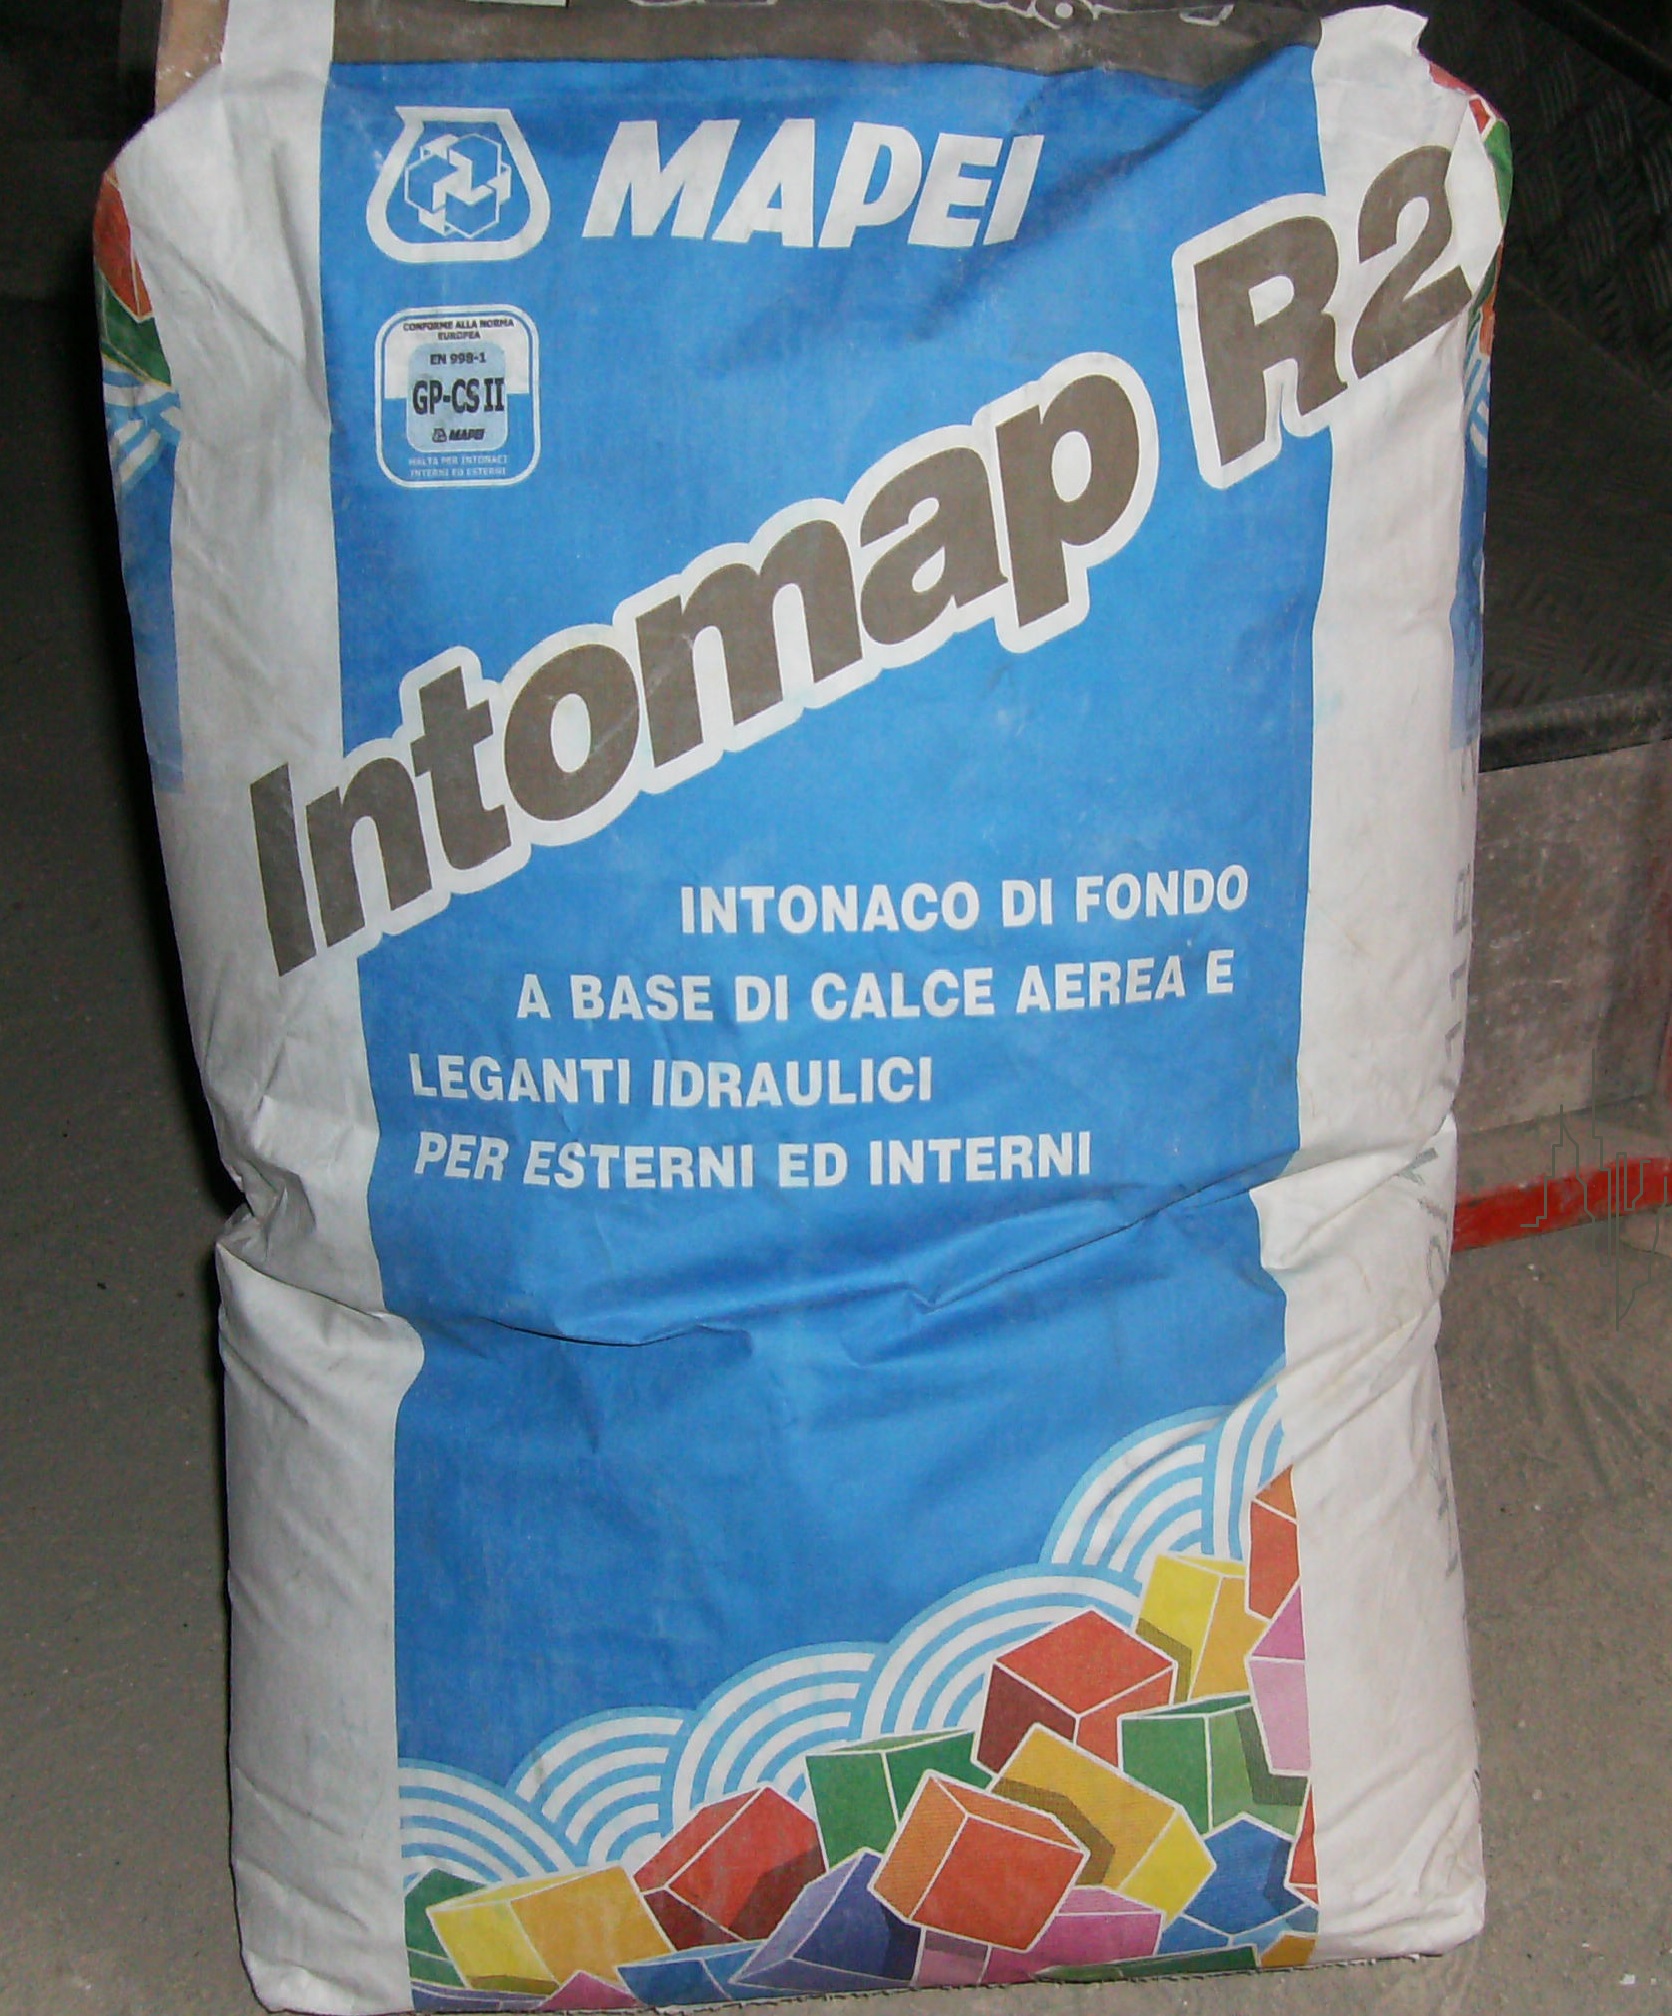 MAPEI
CONFORME ALLA NORMA
EUROPEA
EN 998-1
GP-CS II
MAPEI
MALTA PER INTONACI
INTERNI ED ESTERNI
Intomap R2
INTONACO DI FONDO
A BASE DI CALCE AEREA E
LEGANTI IDRAULICI
PER ESTERNI ED INTERNI